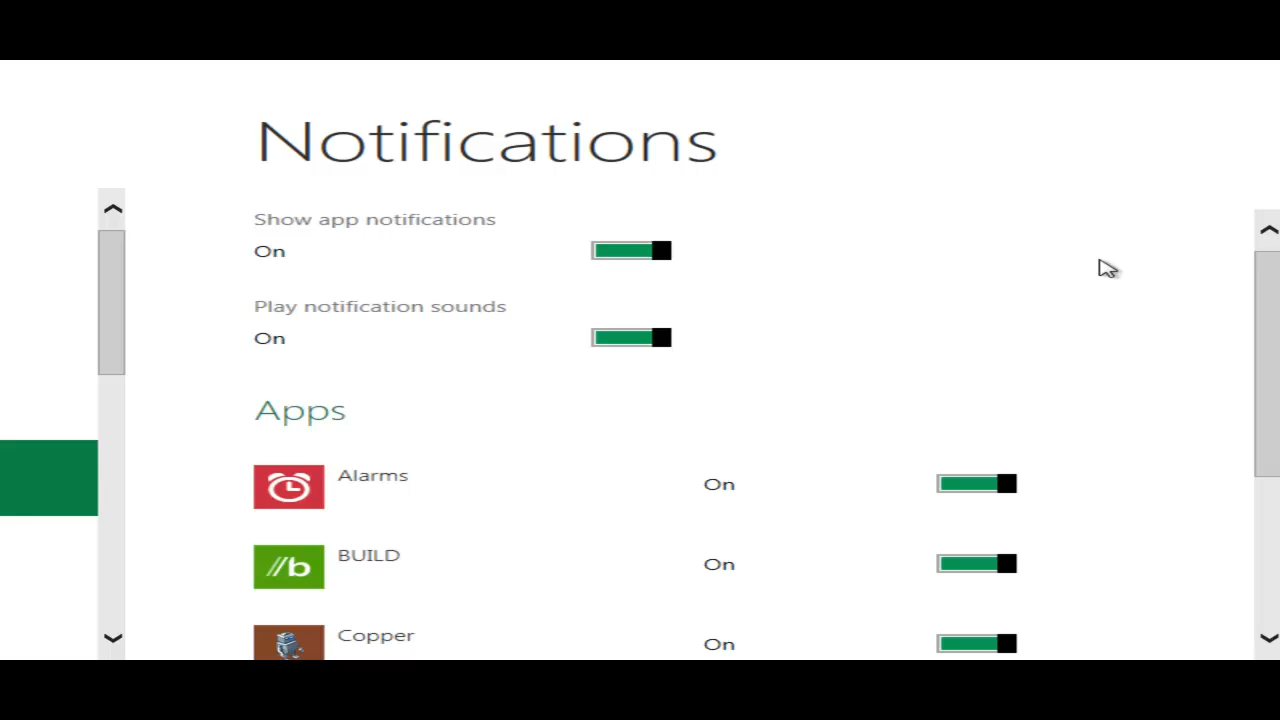 Notifications
Show app notifications
On
Play notification sounds
On
Apps
Alarms On
//b BUILD On
Copper On